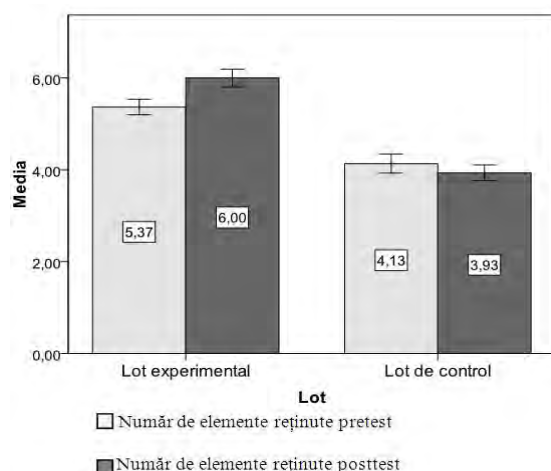 Media
6,00
4,00
2,00
0,00
5,37
6,00
4,13
3,93
Lot experimental
Lot de control
Lot
Număr de elemente reținute pretest
Număr de elemente reținute posttest